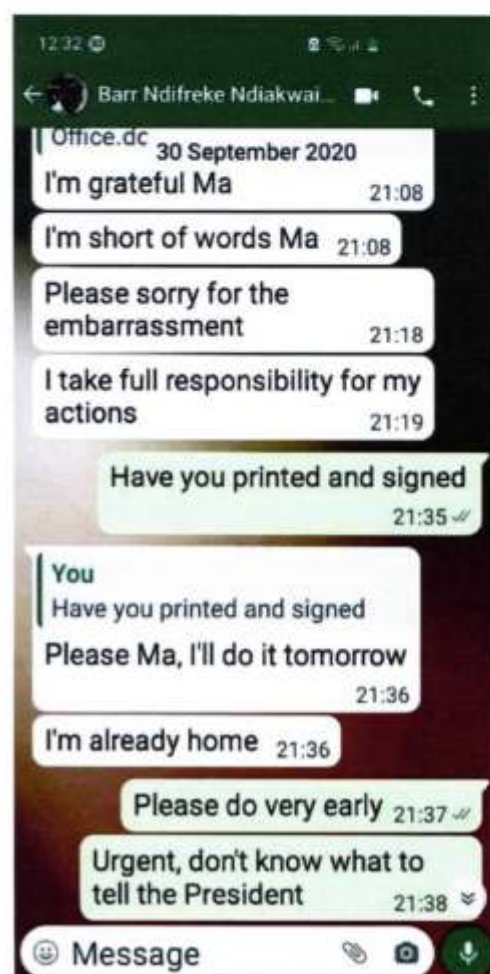 12:32
Barr Ndifreke Ndiakwai...
Office.dc
30 September 2020
I'm grateful Ma
21:08
I'm short of words Ma 21:08
Please sorry for the
embarrassment
21:18
I take full responsibility for my
actions
21:19
Have you printed and signed
21:35
You
Have you printed and signed
Please Ma, I'll do it tomorrow
21:36
I'm already home 21:36
Please do very early 21:37
Urgent, don't know what to
tell the President
21:38
Message